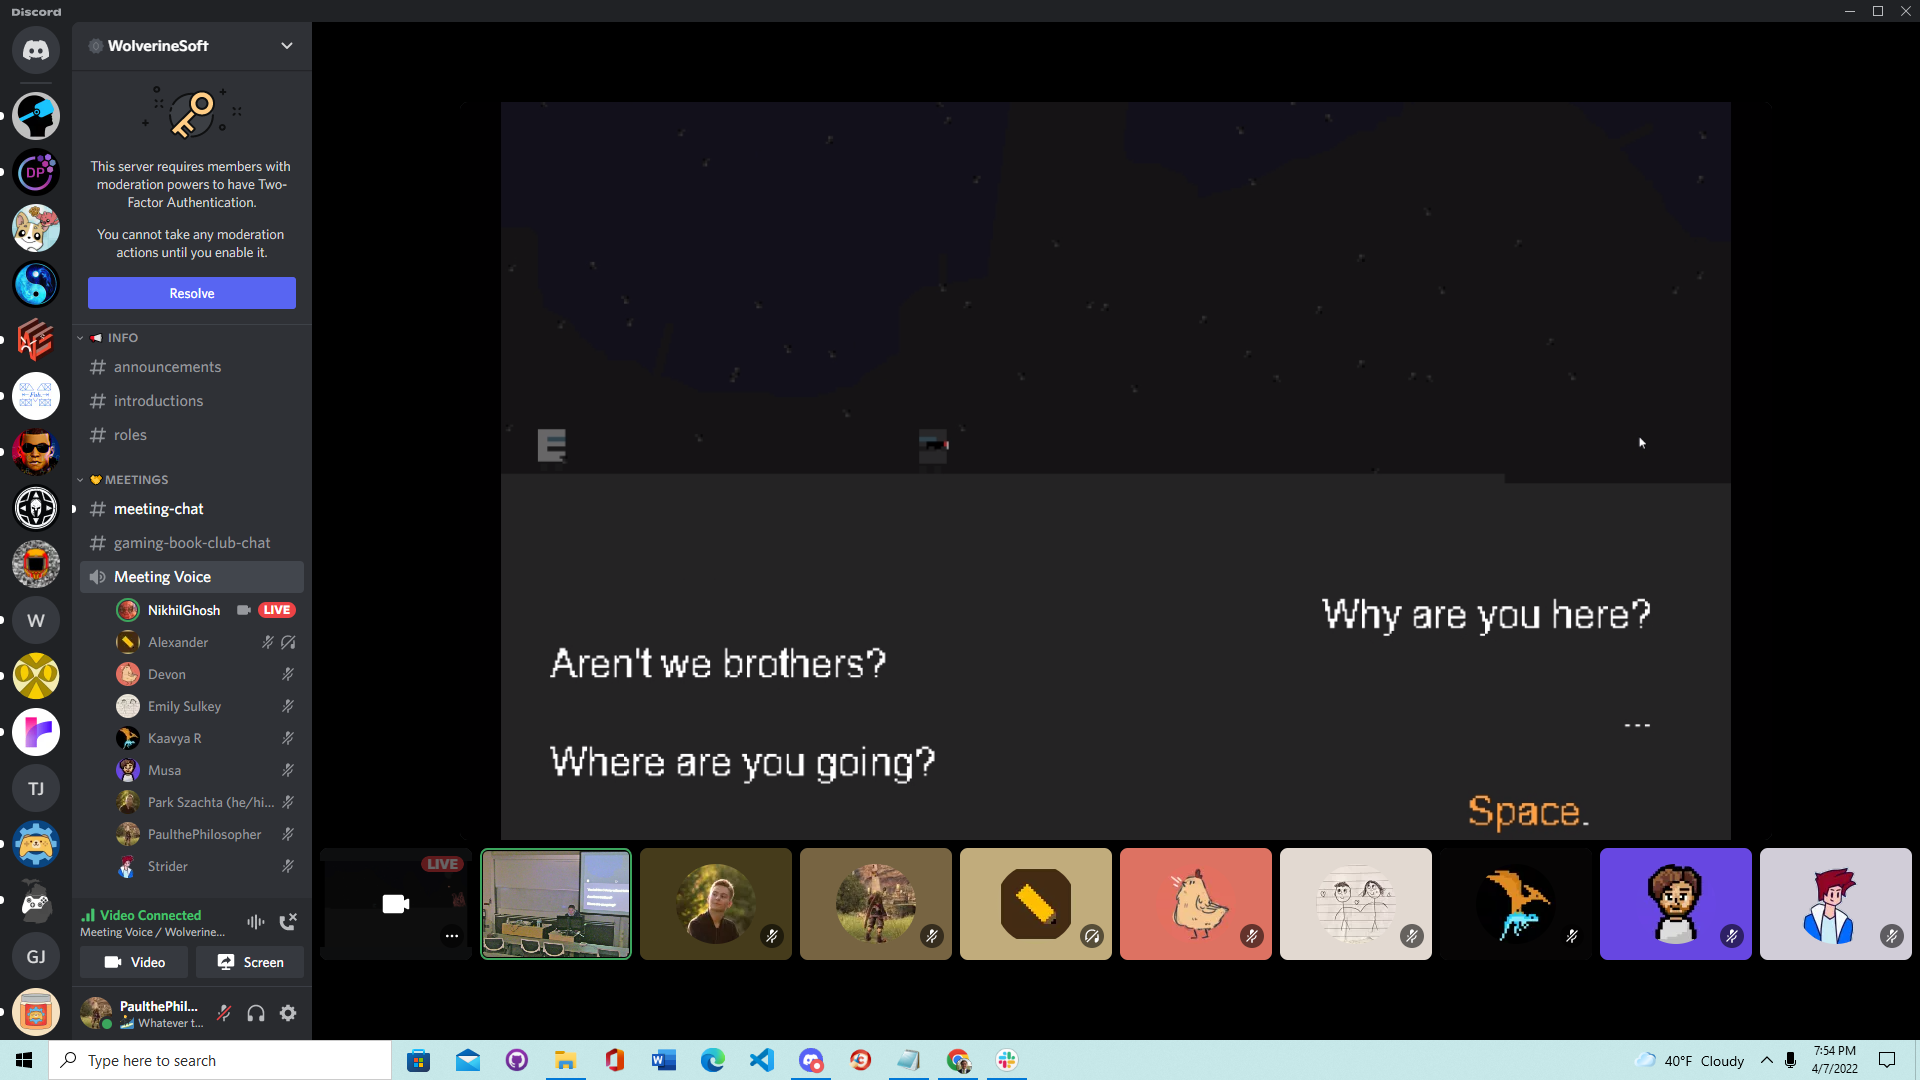 Discord
WolverineSoft
This server requires members with
moderation powers to have Two-
Factor Authentication.
You cannot take any moderation
actions until you enable it.
Resolve
INFO
announcements
introductions
roles
MEETINGS
meeting-chat
gaming-book-club-chat
Meeting Voice
NikhilGhosh LIVE
Alexander
Devon
Emily Sulkey
Kaavya R
Musa
Park Szachta (he/hi...
PaulthePhilosopher
Strider
Video Connected
Meeting Voice / Wolverine...
Video Screen
PaulthePhil...
Whatever t...
DP
W
TJ
GJ
Why are you here?
Aren't we brothers?
...
Where are you going?
Space.
LIVE
Type here to search
40°F Cloudy
7:54 PM
4/7/2022